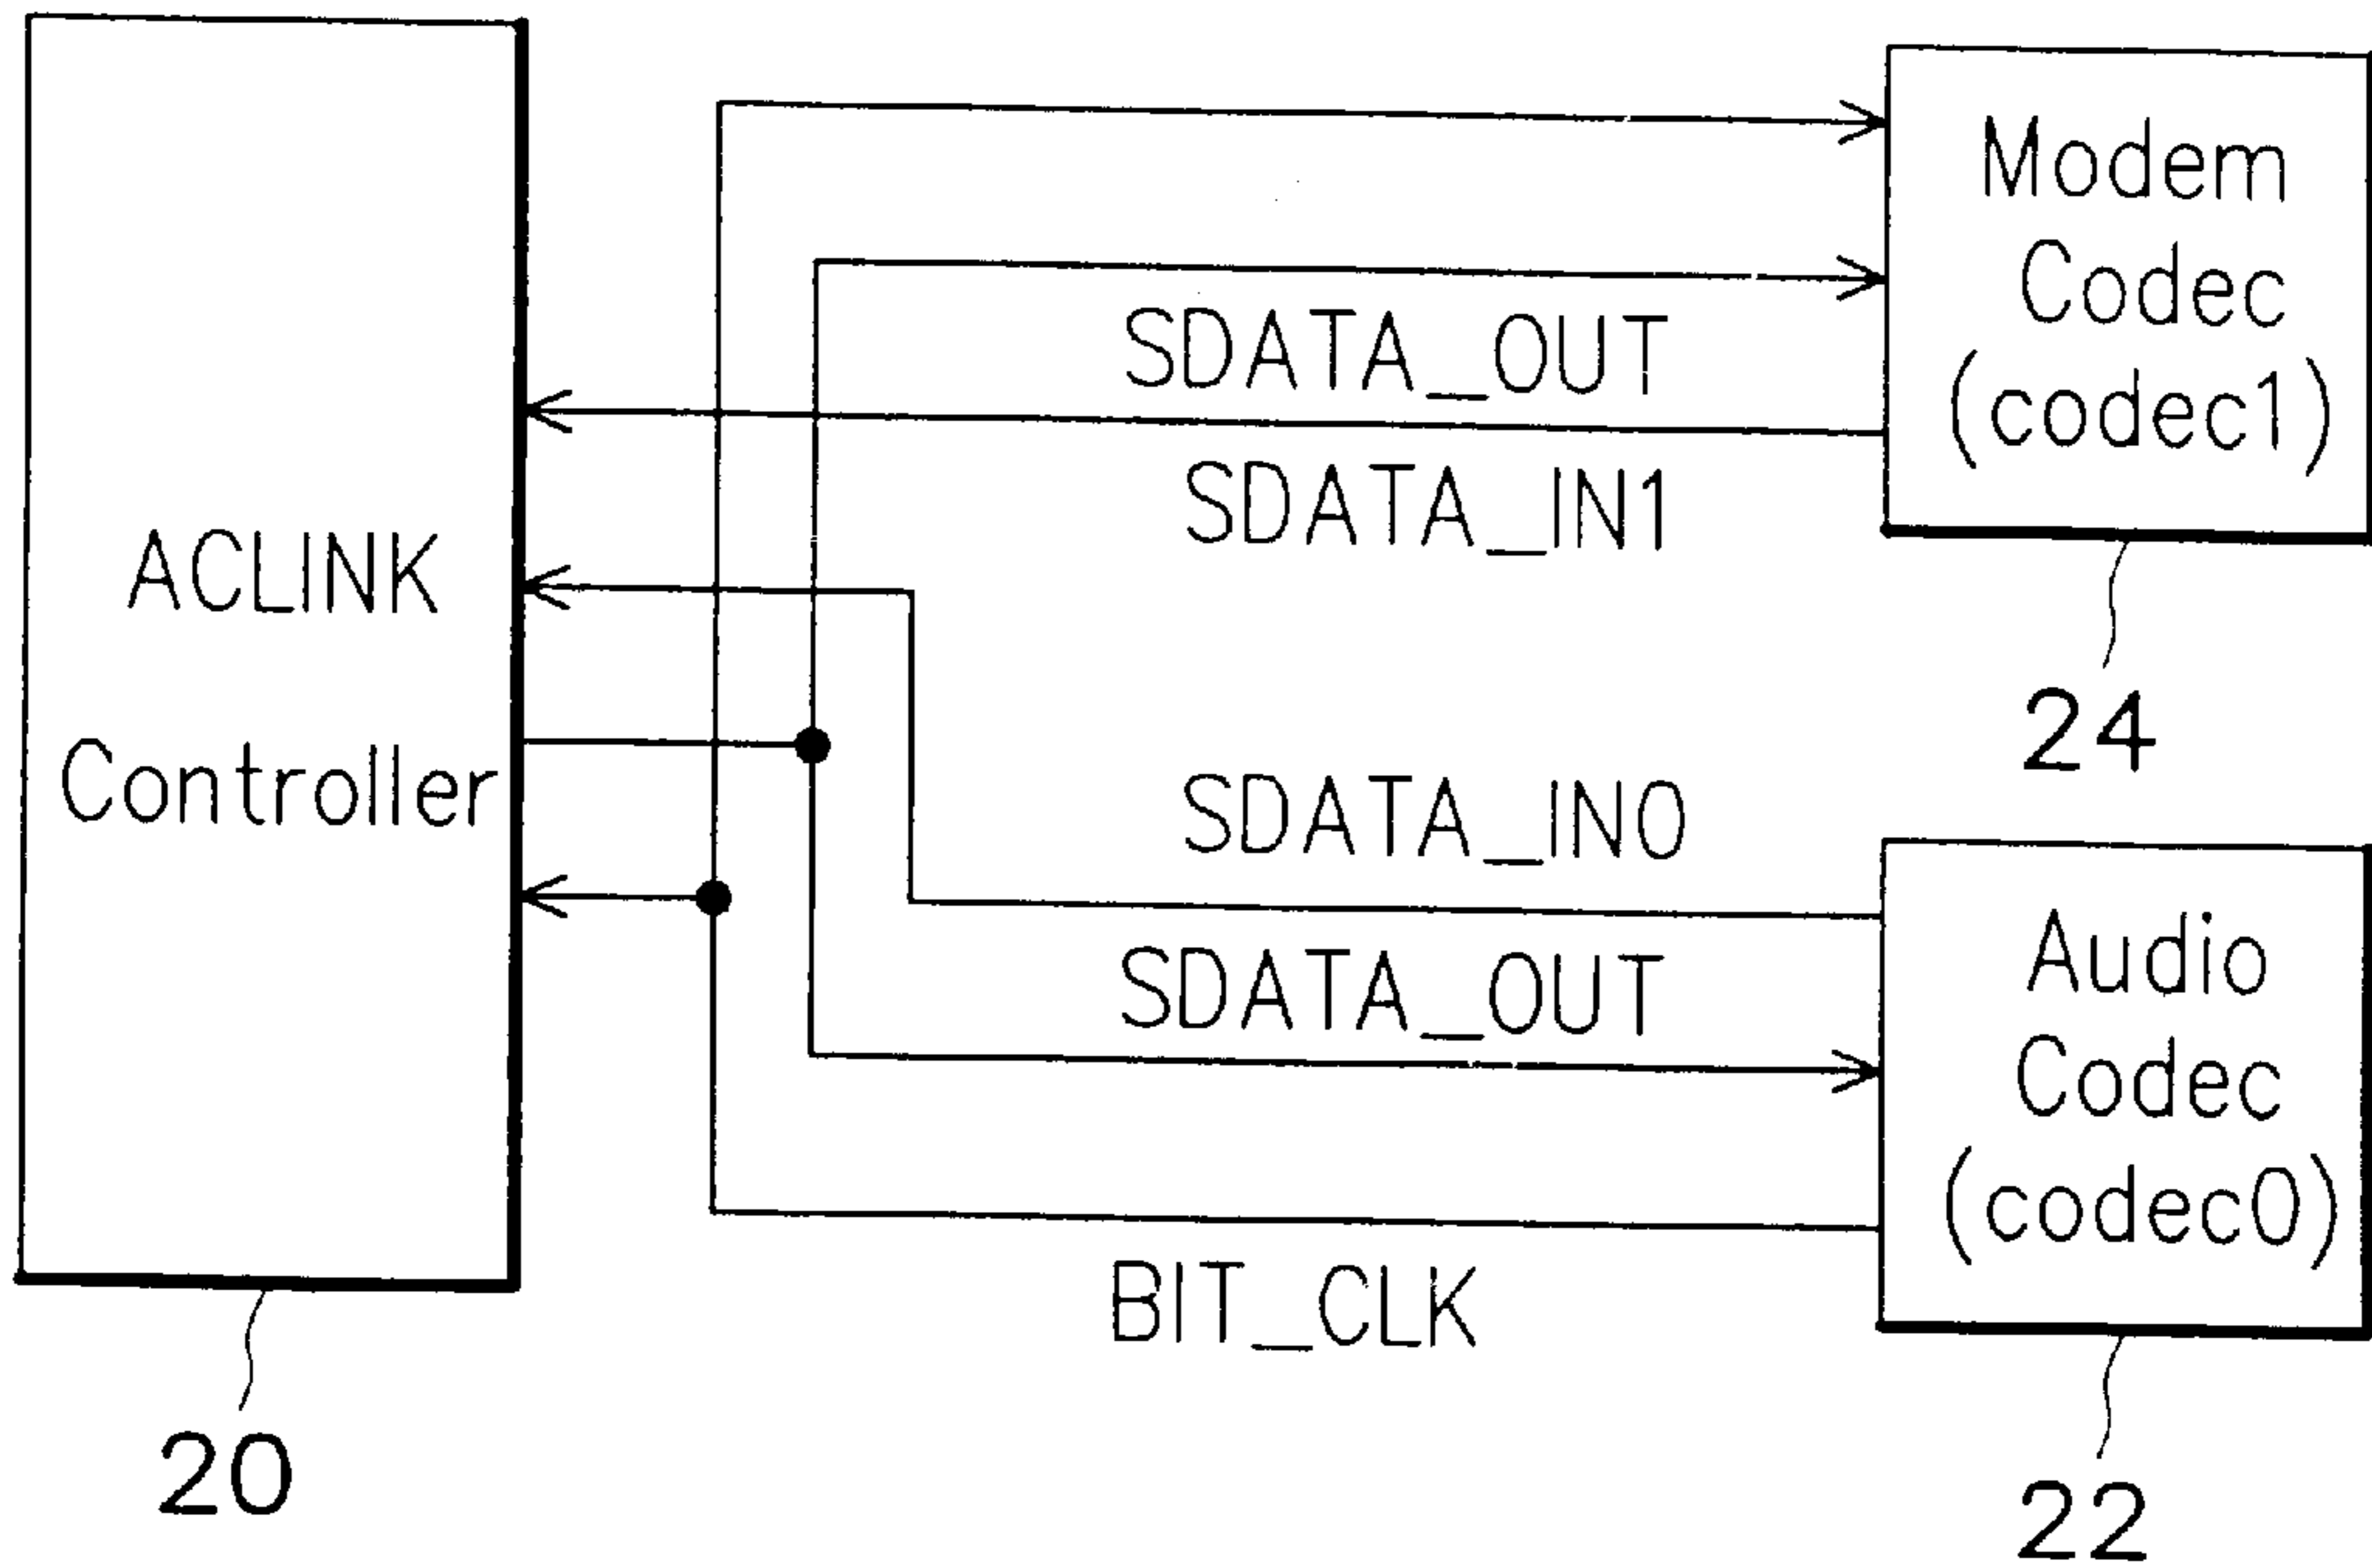 ACLINK
Controller
20
SDATA_OUT
SDATA_IN1
Modem
Codec
(codec1)
24
SDATA_IN0
SDATA_OUT
BIT_CLK
Audio
Codec
(codec0)
22